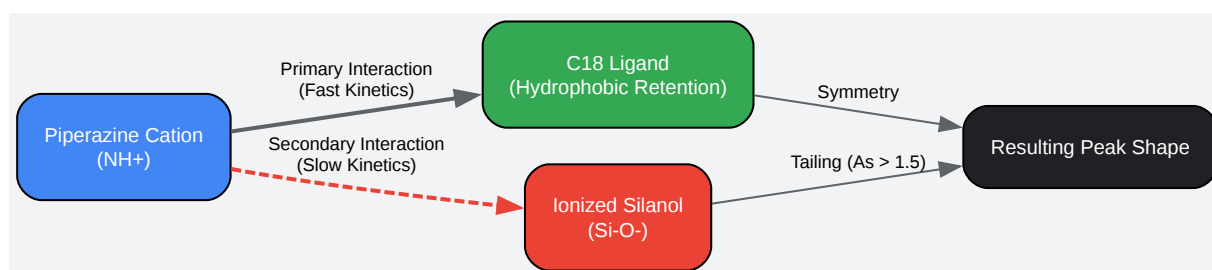 Piperazine Cation
(NH+)
Primary Interaction
(Fast Kinetics)
Secondary Interaction
(Slow Kinetics)
C18 Ligand
(Hydrophobic Retention)
Ionized Silanol
(Si-O-)
Symmetry
Tailing (As > 1.5)
Resulting Peak Shape